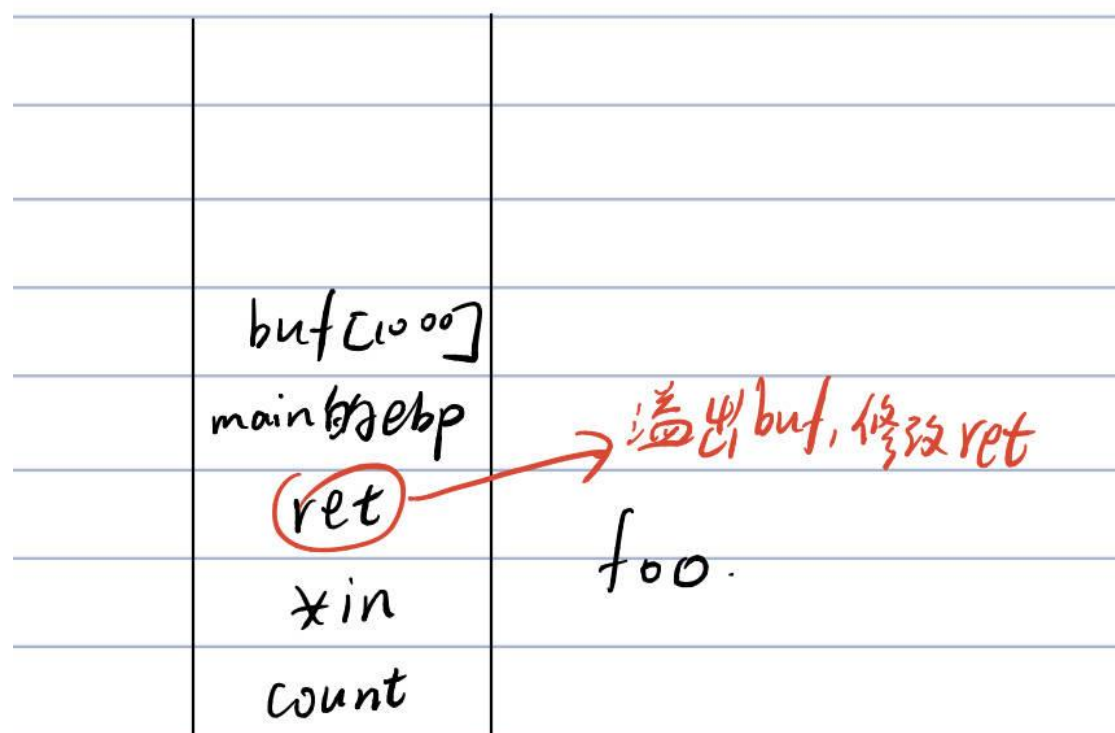 buf[1000]
main的ebp
溢出buf,修改ret
ret
foo.
*in
count